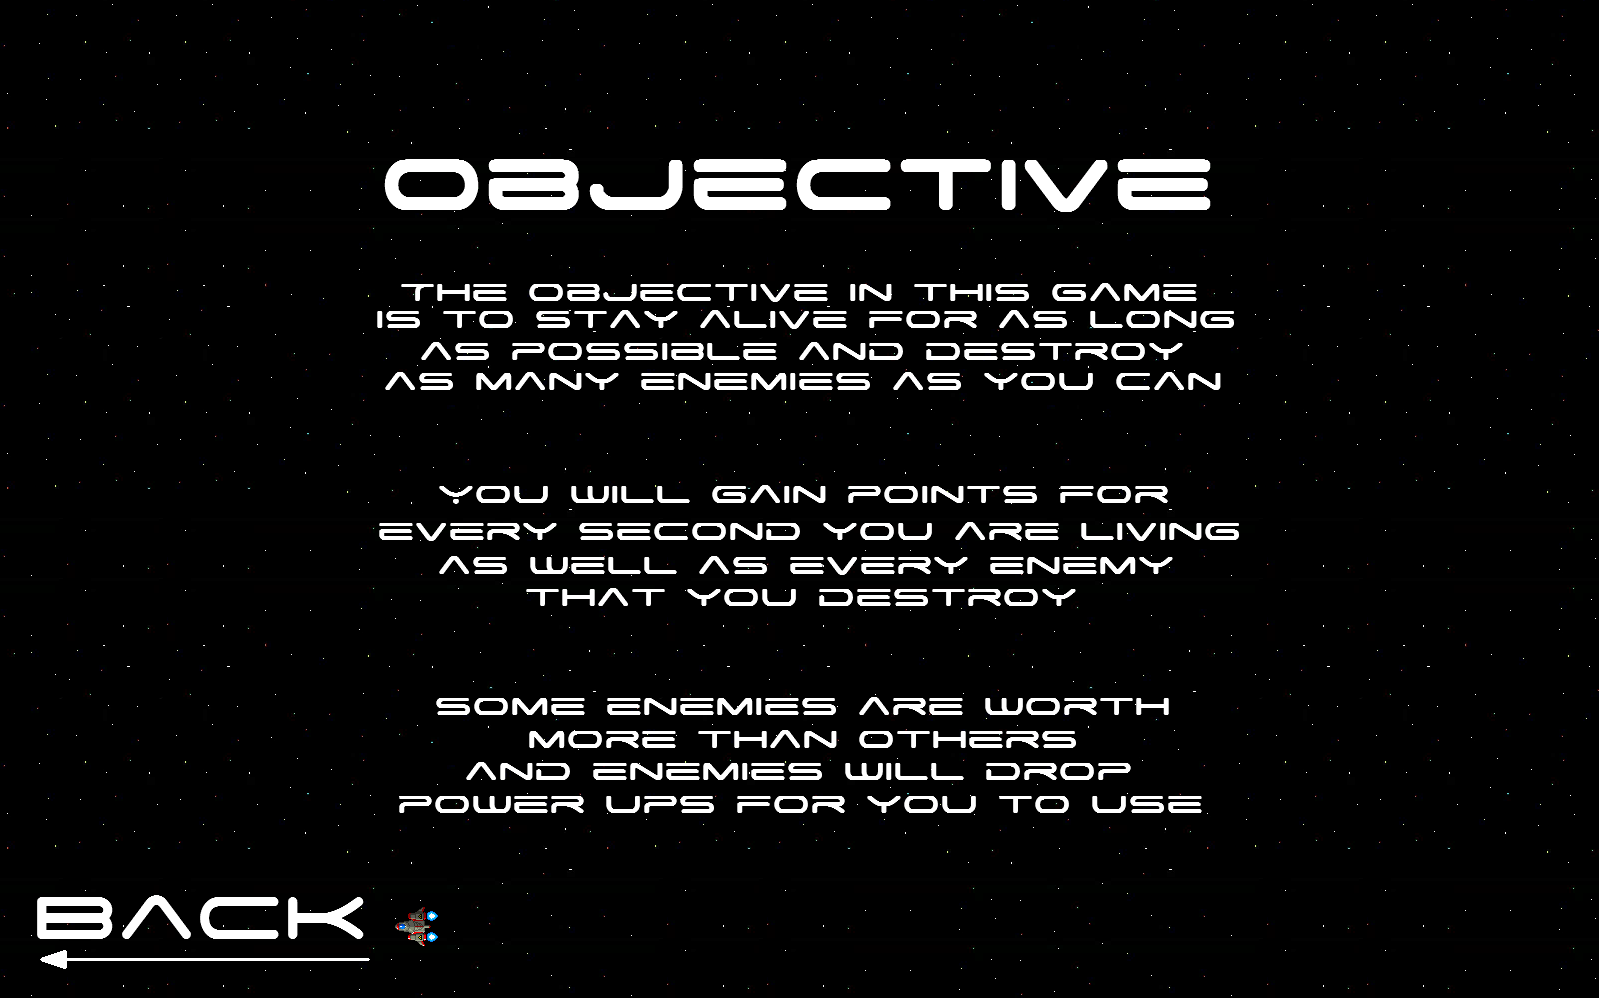 OBJECTIVE
THE OBJECTIVE IN THIS GAME
IS TO STAY ALIVE FOR AS LONG
AS POSSIBLE AND DESTROY
AS MANY ENEMIES AS YOU CAN
YOU WILL GAIN POINTS FOR
EVERY SECOND YOU ARE LIVING
AS WELL AS EVERY ENEMY
THAT YOU DESTROY
SOME ENEMIES ARE WORTH
MORE THAN OTHERS
AND ENEMIES WILL DROP
POWER UPS FOR YOU TO USE
BACK